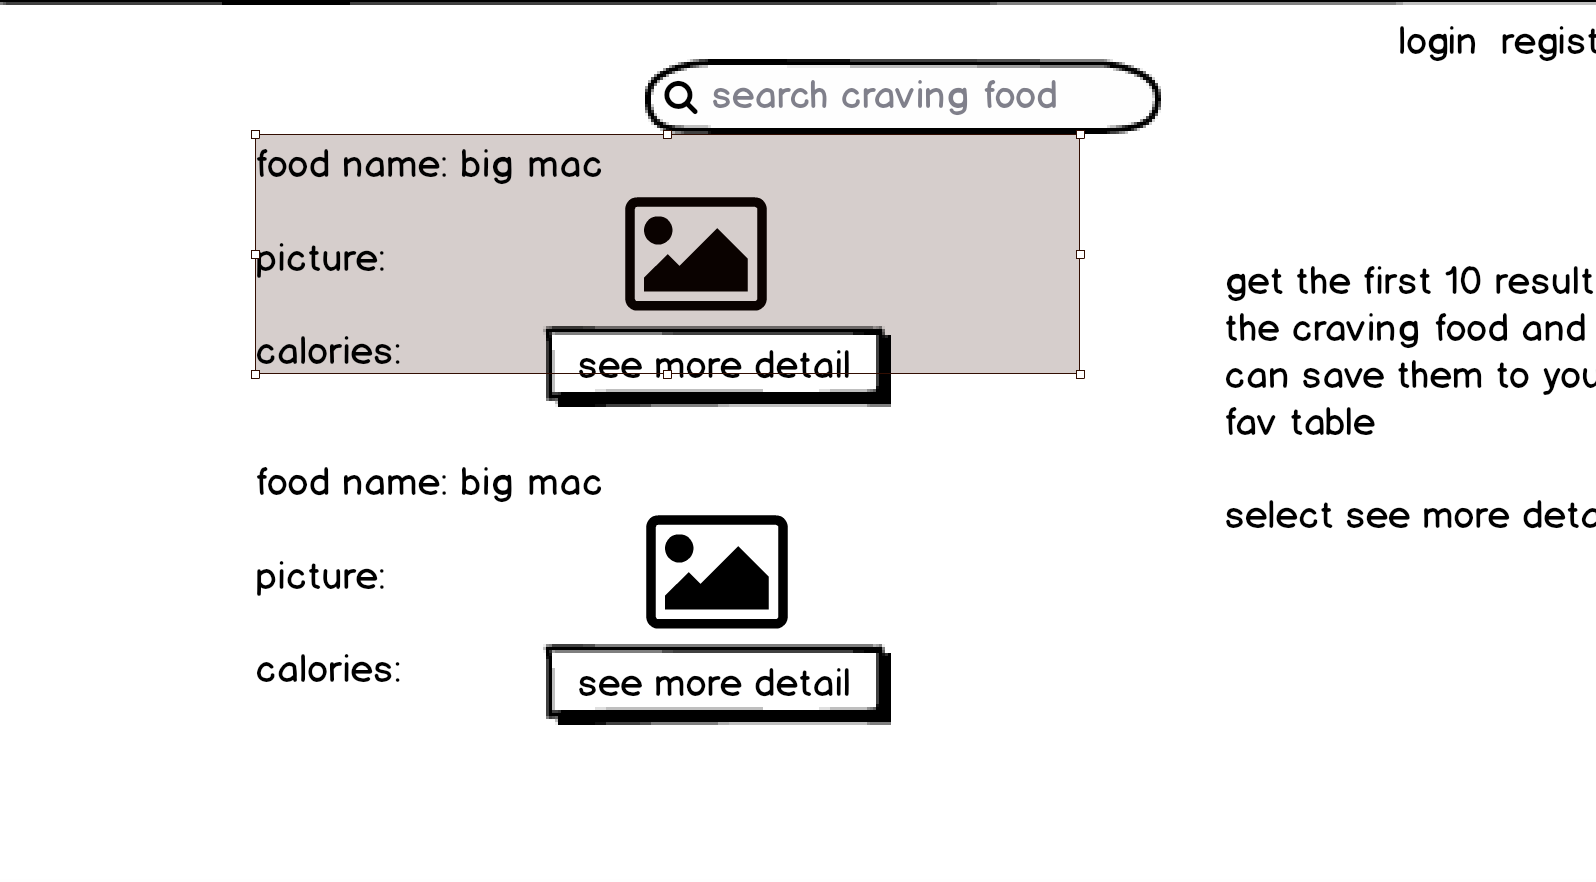 login regist
search craving food
food name: big mac
picture:
calories:
see more detail
food name: big mac
picture:
calories:
see more detail
get the first 10 result
the craving food and
can save them to you
fav table
select see more deta